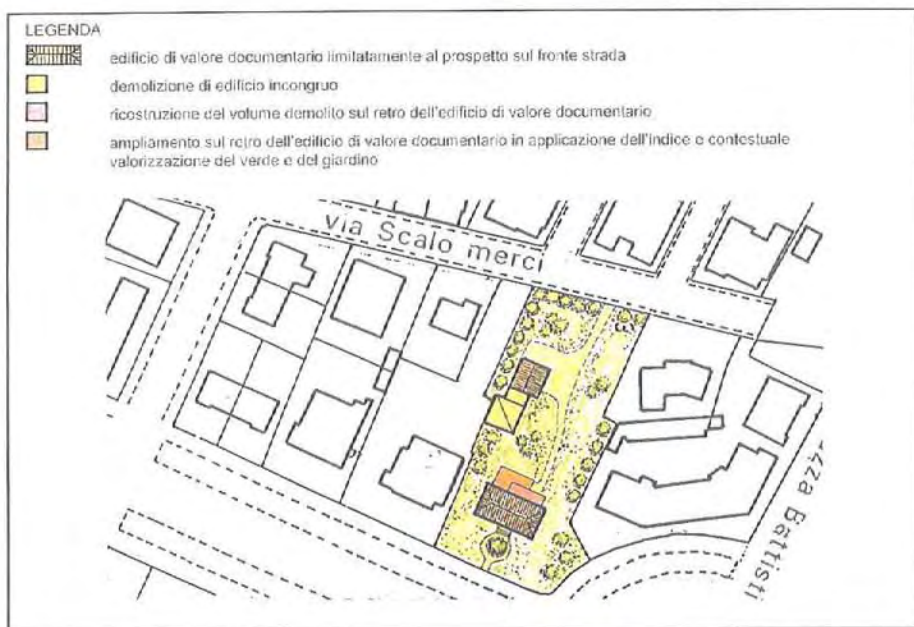 LEGENDA
edificio di valore documentario limitatamente al prospetto sul fronte strada
demolizione di edificio incongruo
ricostruzione del volume demolito sul retro dell'edificio di valore documentario
ampliamento sul retro dell'edificio di valore documentario in applicazione dell'indice e contestuale
valorizzazione del verde e del giardino
via Scalo merci
zza Battisti